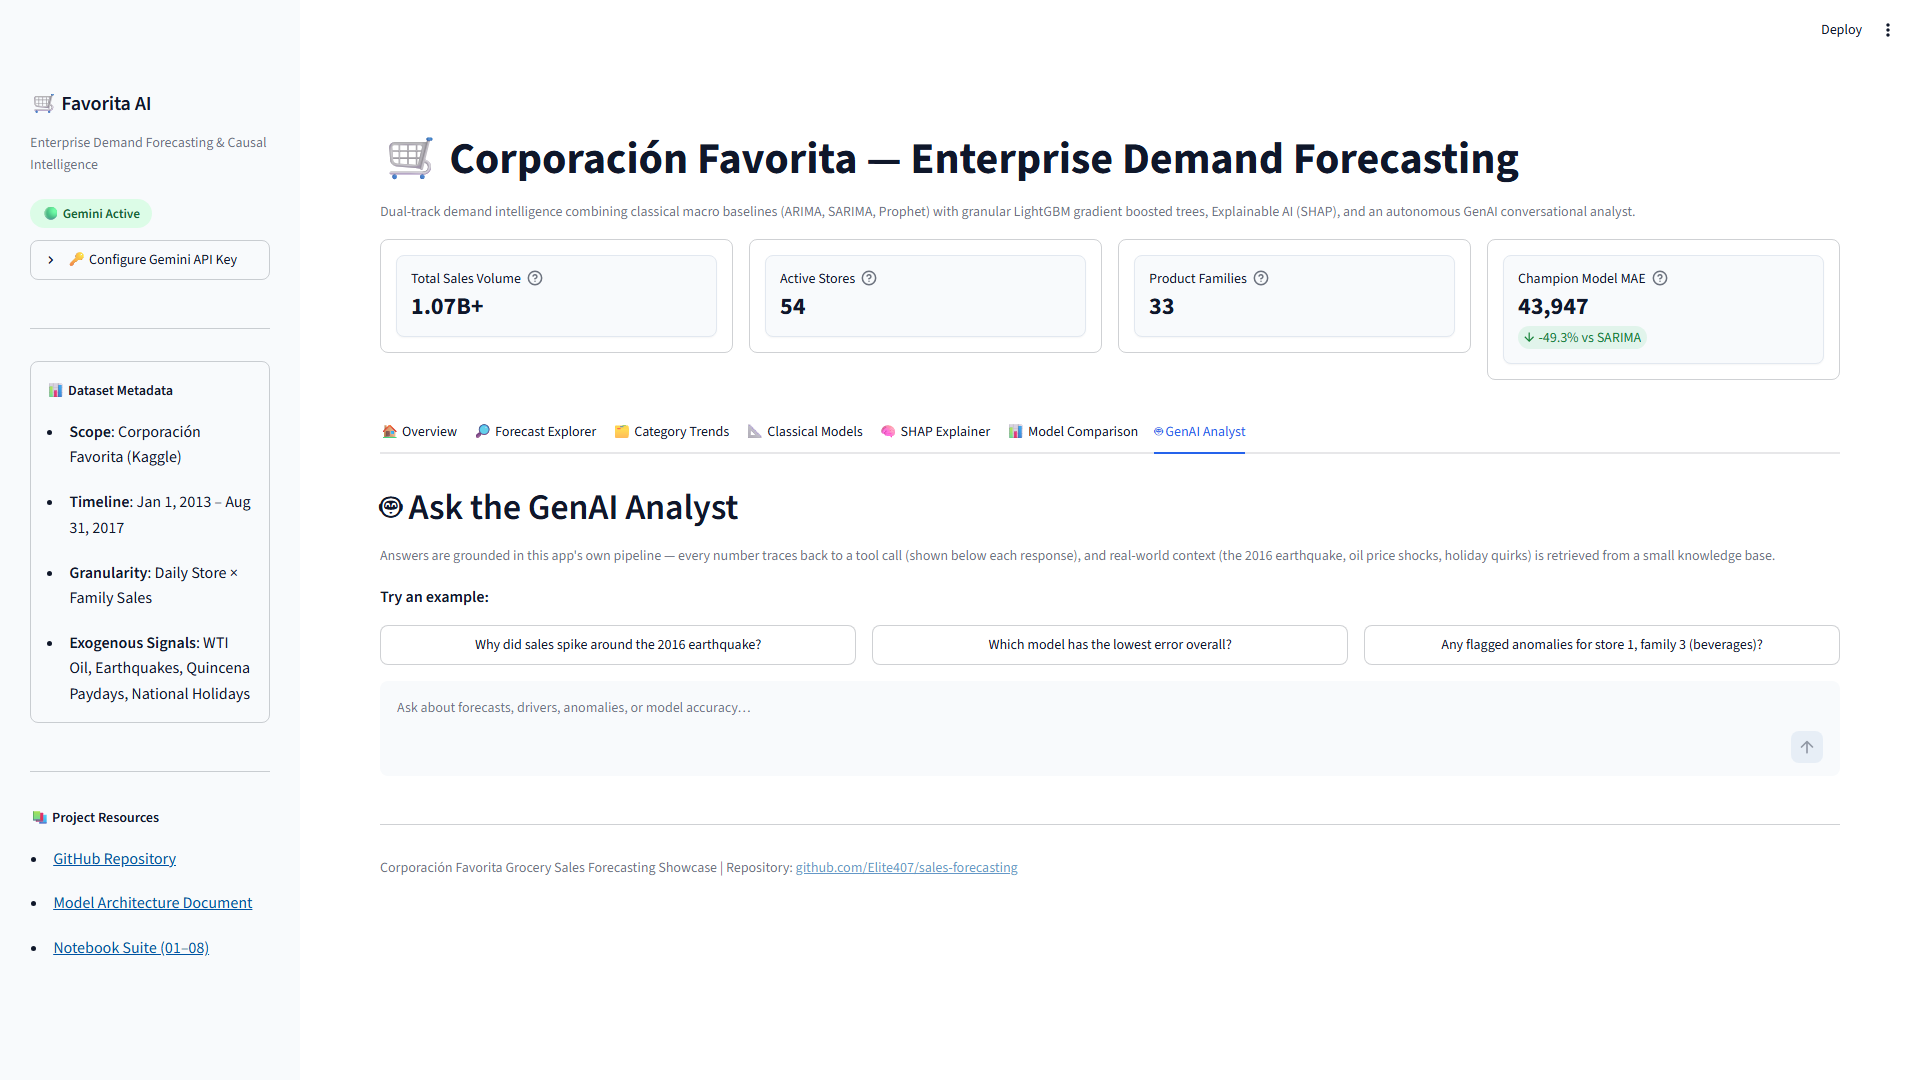 Deploy
Favorita AI
Enterprise Demand Forecasting & Causal
Intelligence
Gemini Active
Configure Gemini API Key
Dataset Metadata
Scope: Corporación
Favorita (Kaggle)
Timeline: Jan 1, 2013 – Aug
31, 2017
Granularity: Daily Store ×
Family Sales
Exogenous Signals: WTI
Oil, Earthquakes, Quincena
Paydays, National Holidays
Project Resources
GitHub Repository
Model Architecture Document
Notebook Suite (01–08)
Corporación Favorita — Enterprise Demand Forecasting
Dual-track demand intelligence combining classical macro baselines (ARIMA, SARIMA, Prophet) with granular LightGBM gradient boosted trees, Explainable AI (SHAP), and an autonomous GenAI conversational analyst.
Total Sales Volume
1.07B+
Active Stores
54
Product Families
33
Champion Model MAE
43,947
-49.3% vs SARIMA
Overview
Forecast Explorer
Category Trends
Classical Models
SHAP Explainer
Model Comparison
GenAI Analyst
Ask the GenAI Analyst
Answers are grounded in this app's own pipeline — every number traces back to a tool call (shown below each response), and real-world context (the 2016 earthquake, oil price shocks, holiday quirks) is retrieved from a small knowledge base.
Try an example:
Why did sales spike around the 2016 earthquake?
Which model has the lowest error overall?
Any flagged anomalies for store 1, family 3 (beverages)?
Ask about forecasts, drivers, anomalies, or model accuracy…
Corporación Favorita Grocery Sales Forecasting Showcase | Repository: github.com/Elite407/sales-forecasting